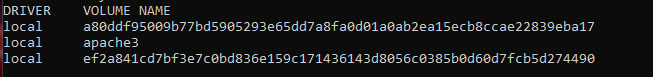 DRIVER VOLUME NAME
local a80ddf95009b77bd5905293e65dd7a8fa0d01a0ab2ea15ecb8ccae22839eba17
local apache3
local ef2a841cd7bf3e7c0bd836e159c171436143d8056c0385b0d60d7fcb5d274490